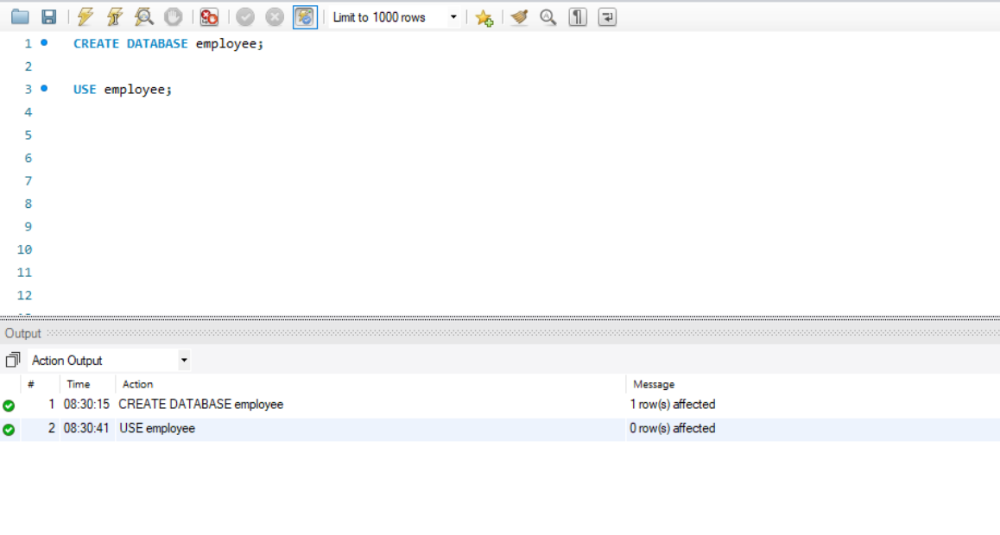 Limit to 1000 rows
1 CREATE DATABASE employee;
2
3 USE employee;
4
5
6
7
8
9
10
11
12
Output
Action Output
# Time Action Message
1 08:30:15 CREATE DATABASE employee 1 row(s) affected
2 08:30:41 USE employee 0 row(s) affected